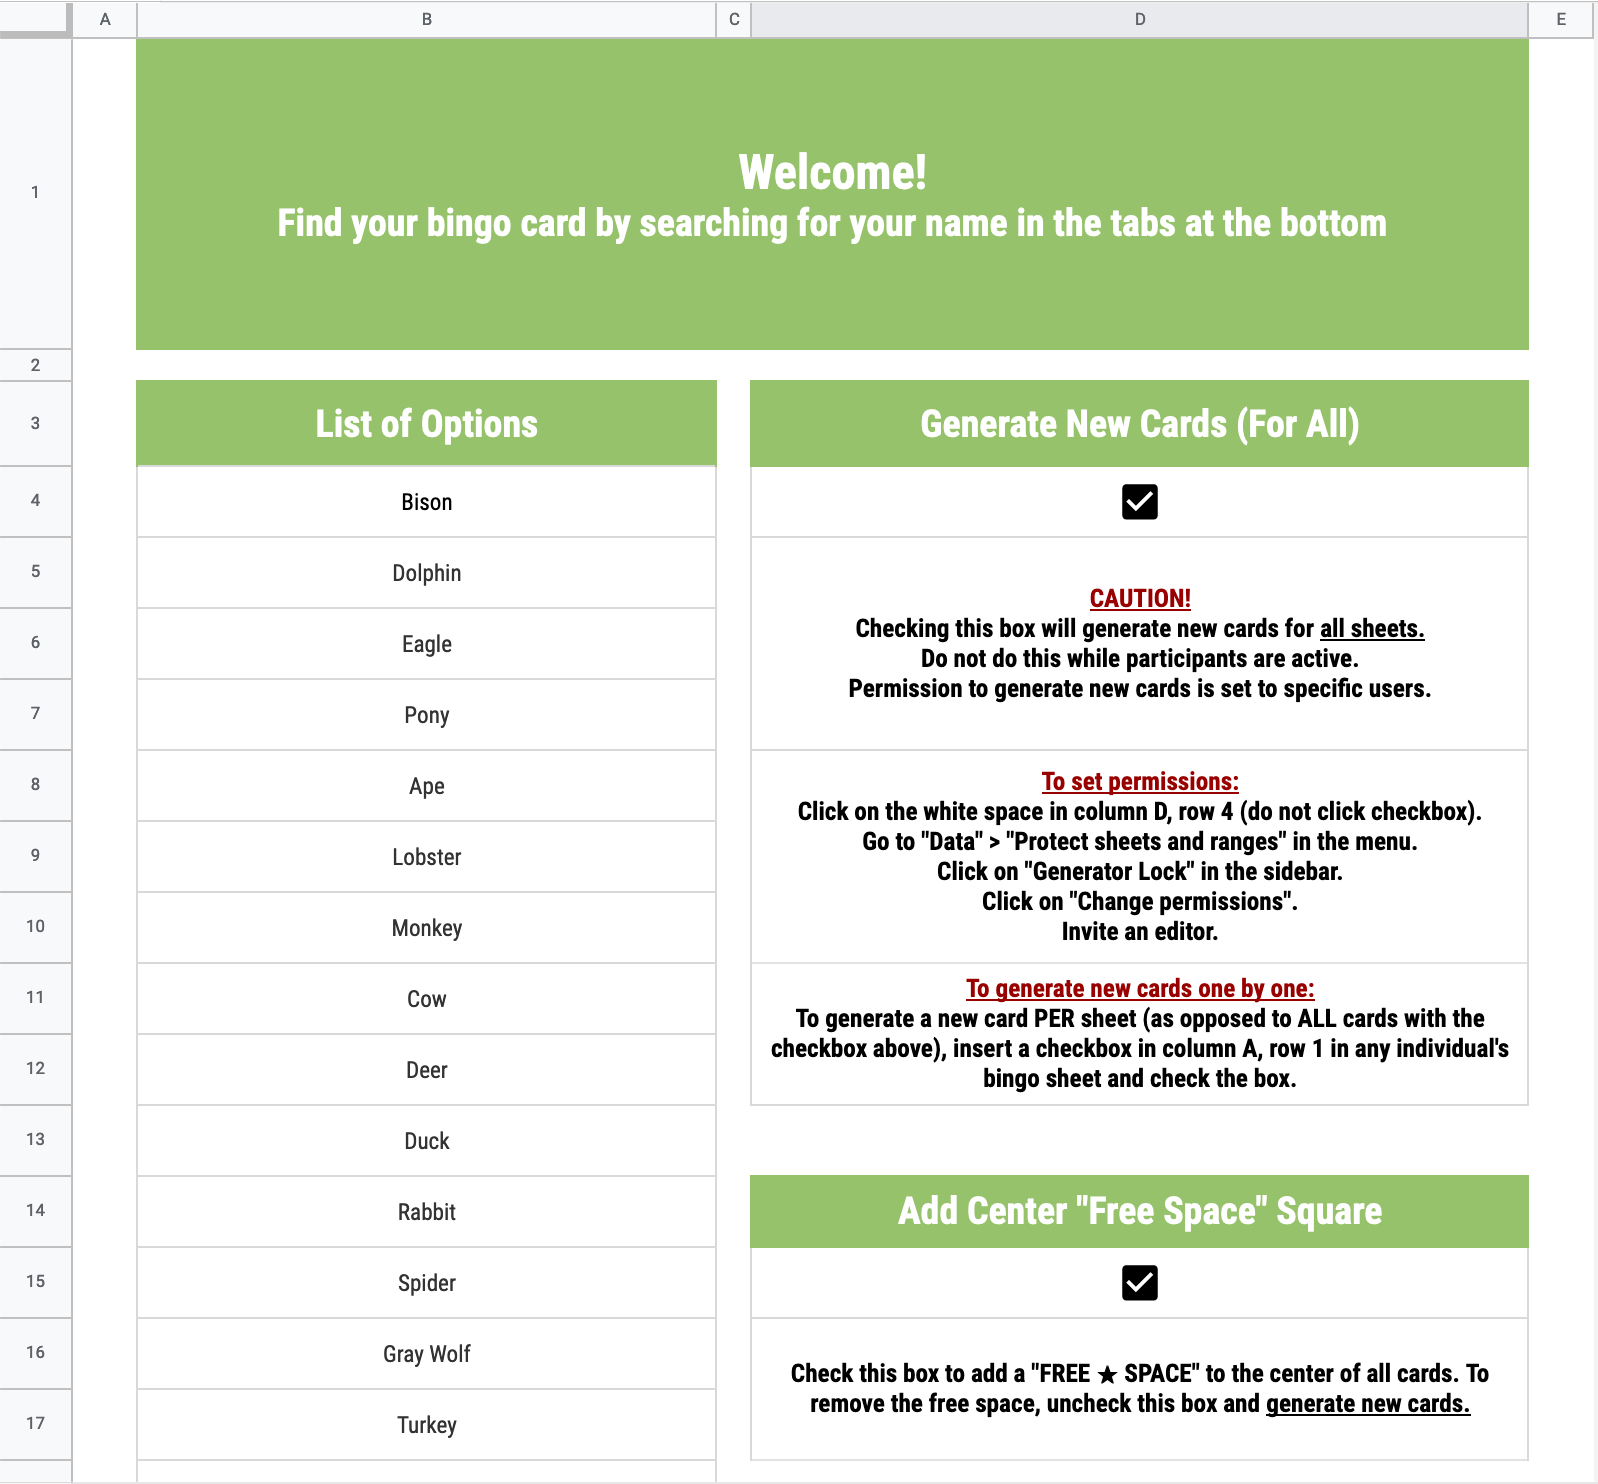 A B C D E
1
Welcome!
Find your bingo card by searching for your name in the tabs at the bottom
2
3
List of Options
Generate New Cards (For All)
4
Bison
5
Dolphin
6
Eagle
7
Pony
CAUTION!
Checking this box will generate new cards for all sheets.
Do not do this while participants are active.
Permission to generate new cards is set to specific users.
8
Ape
9
Lobster
10
Monkey
To set permissions:
Click on the white space in column D, row 4 (do not click checkbox).
Go to "Data" > "Protect sheets and ranges" in the menu.
Click on "Generator Lock" in the sidebar.
Click on "Change permissions".
Invite an editor.
11
Cow
12
Deer
To generate new cards one by one:
To generate a new card PER sheet (as opposed to ALL cards with the
checkbox above), insert a checkbox in column A, row 1 in any individual's
bingo sheet and check the box.
13
Duck
14
Rabbit
Add Center "Free Space" Square
15
Spider
16
Gray Wolf
17
Turkey
Check this box to add a "FREE ★ SPACE" to the center of all cards. To
remove the free space, uncheck this box and generate new cards.